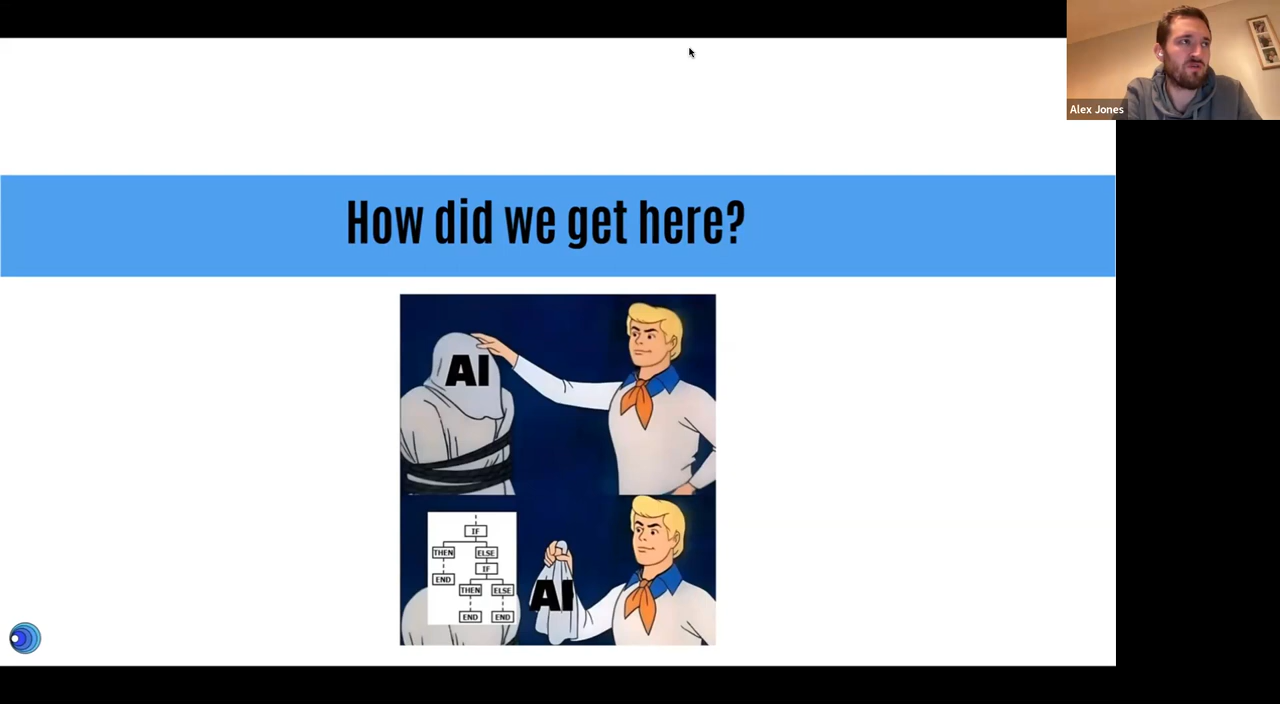 Alex Jones
How did we get here?
AI
IF
THEN ELSE
IF
END
THEN ELSE
END END
AI